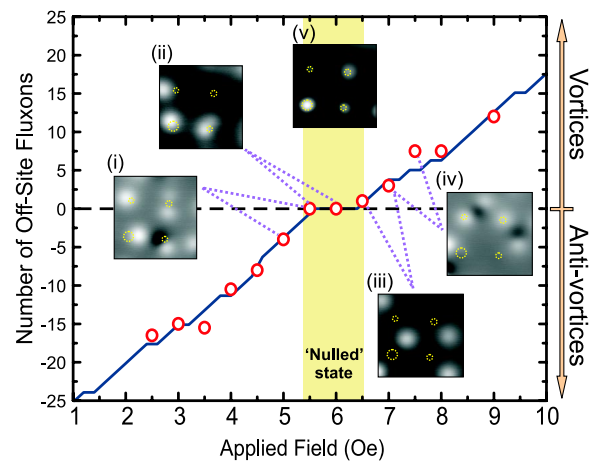 25
20
15
10
5
0
-5
-10
-15
-20
-25
Number of Off-Site Fluxons
1
2
3
4
5
6
7
8
9
10
Applied Field (Oe)
(i)
(ii)
(v)
(iv)
(iii)
'Nulled'
state
Vortices
Anti-vortices